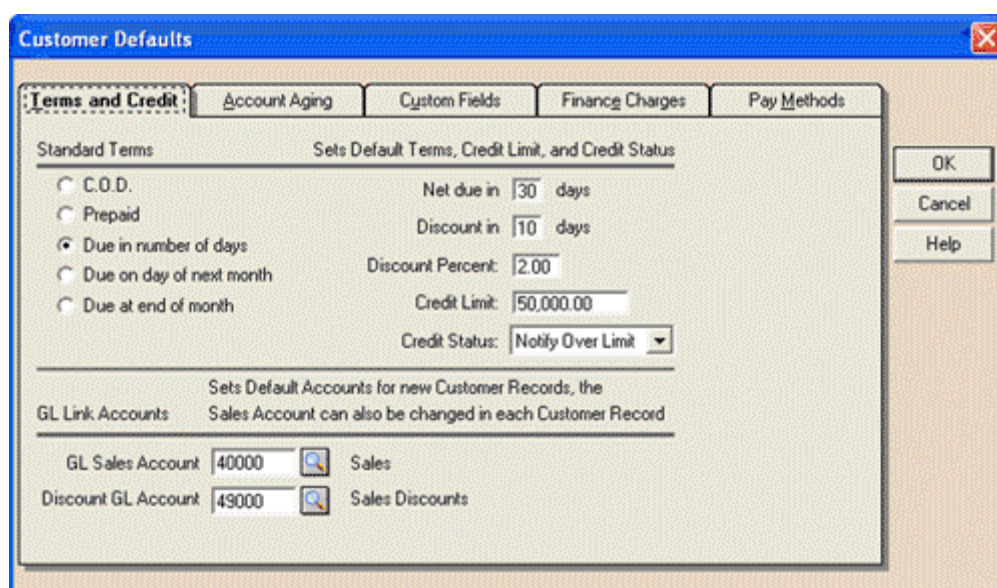 Customer Defaults
Terms and Credit Account Aging Custom Fields Finance Charges Pay Methods
Standard Terms Sets Default Terms, Credit Limit, and Credit Status
C.O.D.
Prepaid
Due in number of days
Due on day of next month
Due at end of month
Net due in 30 days
Discount in 10 days
Discount Percent: 2.00
Credit Limit: 50,000.00
Credit Status: Notify Over Limit
OK
Cancel
Help
Sets Default Accounts for new Customer Records, the
GL Link Accounts Sales Account can also be changed in each Customer Record
GL Sales Account 40000 Sales
Discount GL Account 49000 Sales Discounts